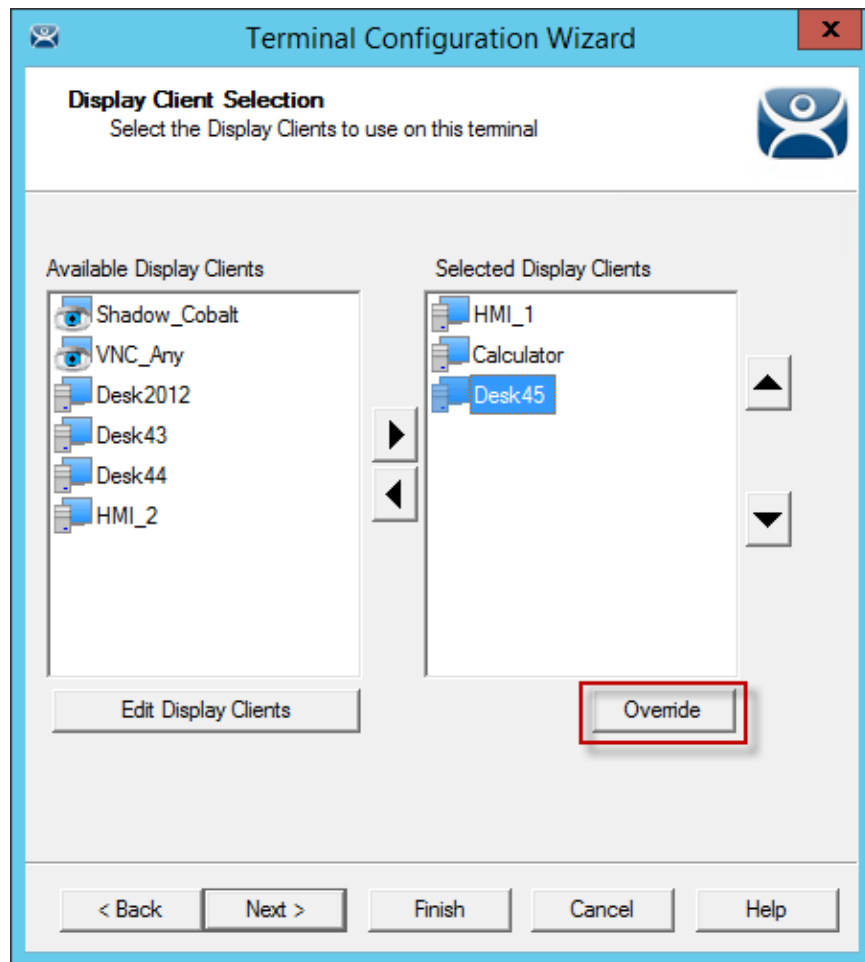 Terminal Configuration Wizard
x
Display Client Selection
Select the Display Clients to use on this terminal
Available Display Clients
Selected Display Clients
Shadow_Cobalt
VNC_Any
Desk2012
Desk43
Desk44
HMI_2
HMI_1
Calculator
Desk45
Edit Display Clients
Override
< Back
Next >
Finish
Cancel
Help